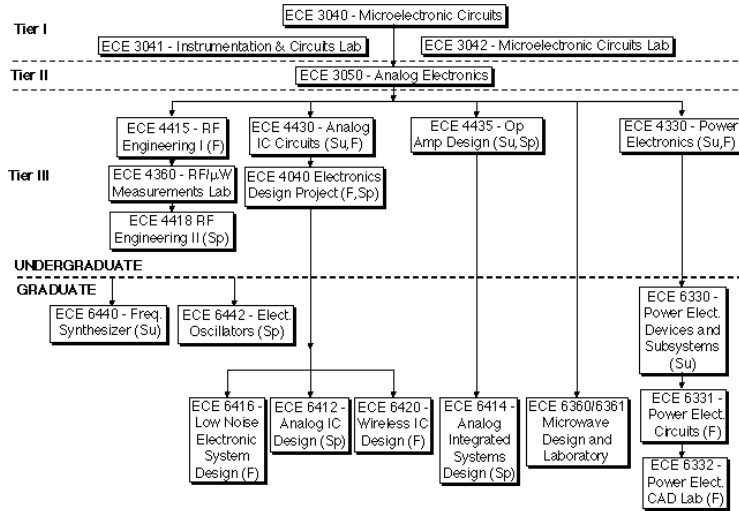 ECE 3040 - Microelectronic Circuits
Tier I
ECE 3041 - Instrumentation & Circuits Lab
ECE 3042 - Microelectronic Circuits Lab
Tier II
ECE 3050 - Analog Electronics
ECE 4415 - RF
Engineering I (F)
ECE 4430 - Analog
IC Circuits (Su,F)
ECE 4435 - Op
Amp Design (Su,Sp)
ECE 4330 - Power
Electronics (Su,F)
Tier III
ECE 4360 - RF/µW
Measurements Lab
ECE 4040 Electronics
Design Project (F,Sp)
ECE 4418 RF
Engineering II (Sp)
UNDERGRADUATE
GRADUATE
ECE 6440 - Freq.
Synthesizer (Su)
ECE 6442 - Elect.
Oscillators (Sp)
ECE 6330 -
Power Elect.
Devices and
Subsystems
(Su)
ECE 6416 -
Low Noise
Electronic
System
Design (F)
ECE 6412 -
Analog IC
Design (Sp)
ECE 6420 -
Wireless IC
Design (F)
ECE 6414 -
Analog
Integrated
Systems
Design (Sp)
ECE 6360/6361
Microwave
Design and
Laboratory
ECE 6331
-Power Elect.
Circuits (F)
ECE 6332 -
Power Elect.
CAD Lab (F)